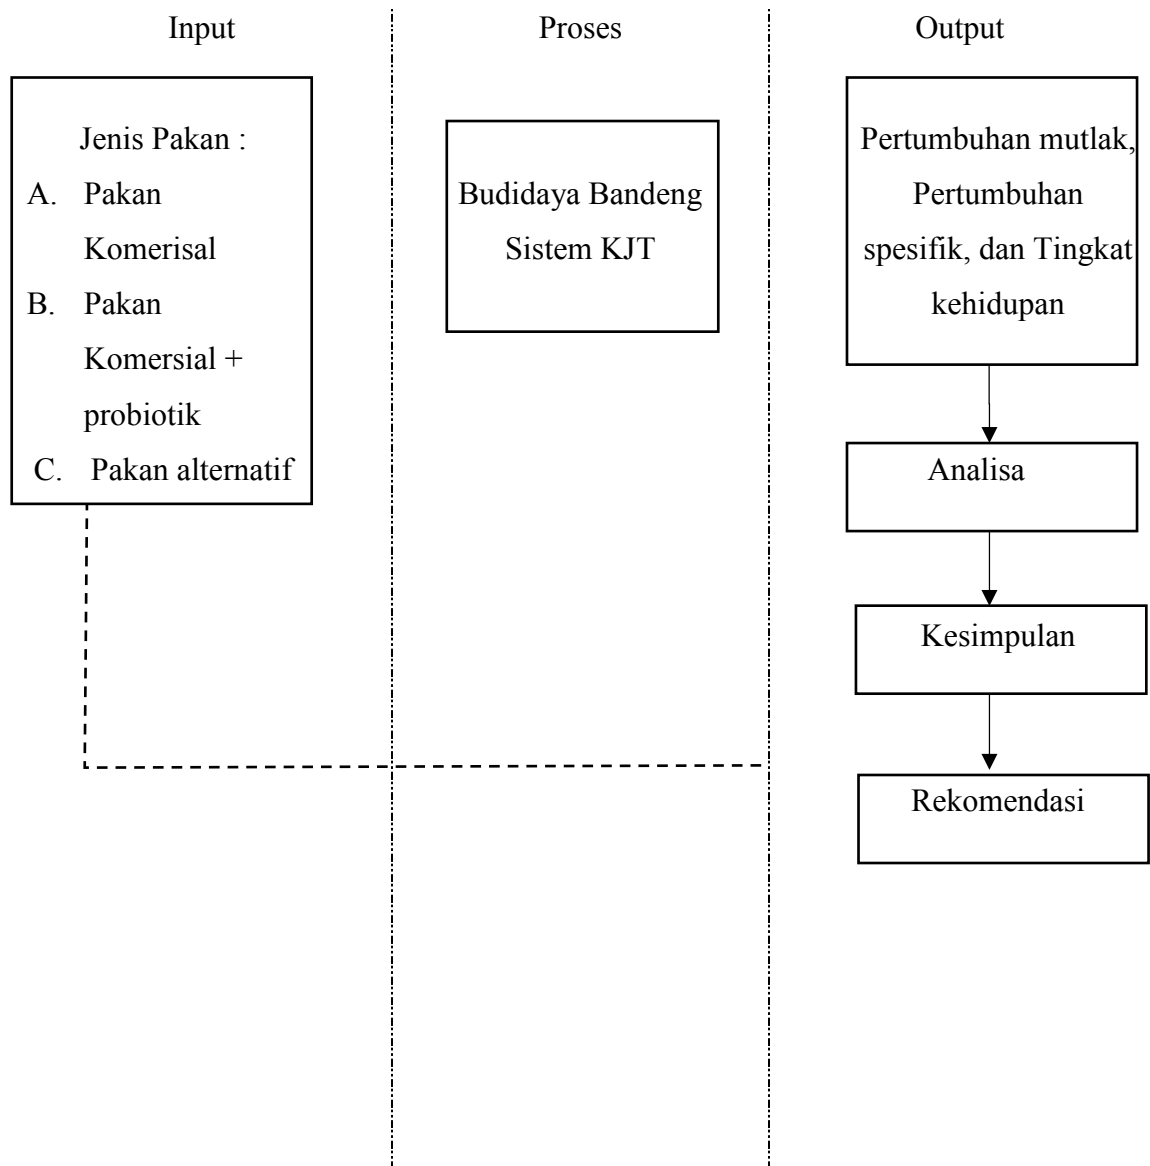 Input
Proses
Output
Jenis Pakan :
A. Pakan
Komerisal
B. Pakan
Komersial +
probiotik
C. Pakan alternatif
Budidaya Bandeng
Sistem KJT
Pertumbuhan mutlak,
Pertumbuhan
spesifik, dan Tingkat
kehidupan
Analisa
Kesimpulan
Rekomendasi